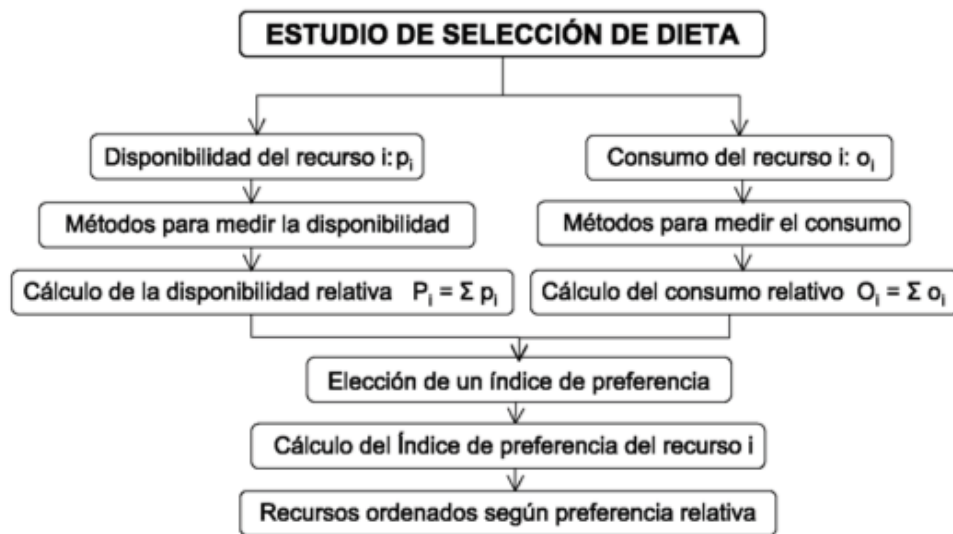 ESTUDIO DE SELECCIÓN DE DIETA
Disponibilidad del recurso i: pᵢ
Consumo del recurso i: oᵢ
Métodos para medir la disponibilidad
Métodos para medir el consumo
Cálculo de la disponibilidad relativa Pᵢ = Σ pᵢ
Cálculo del consumo relativo Oᵢ = Σ oᵢ
Elección de un índice de preferencia
Cálculo del Índice de preferencia del recurso i
Recursos ordenados según preferencia relativa